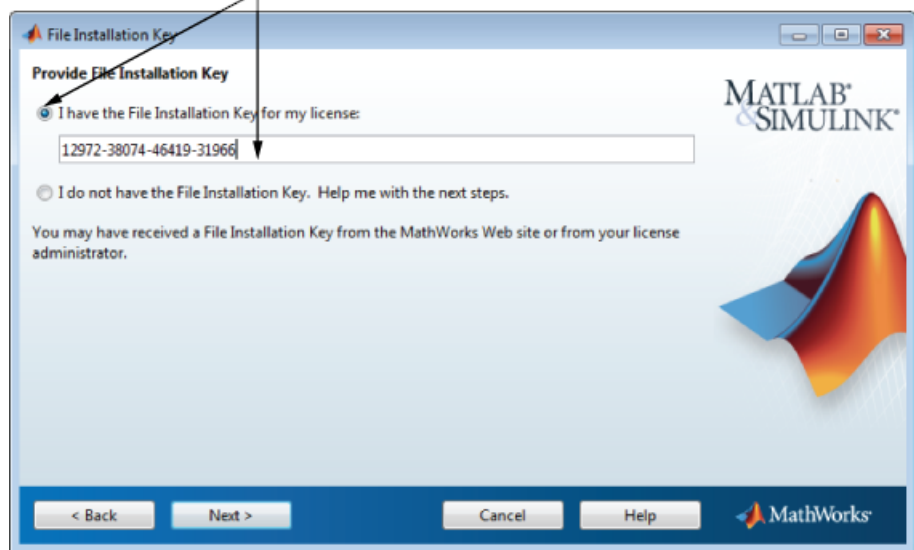 File Installation Key
Provide File Installation Key
I have the File Installation Key for my license:
12972-38074-46419-31966
I do not have the File Installation Key. Help me with the next steps.
You may have received a File Installation Key from the MathWorks Web site or from your license
administrator.
MATLAB®
&SIMULINK®
< Back
Next >
Cancel
Help
MathWorks®